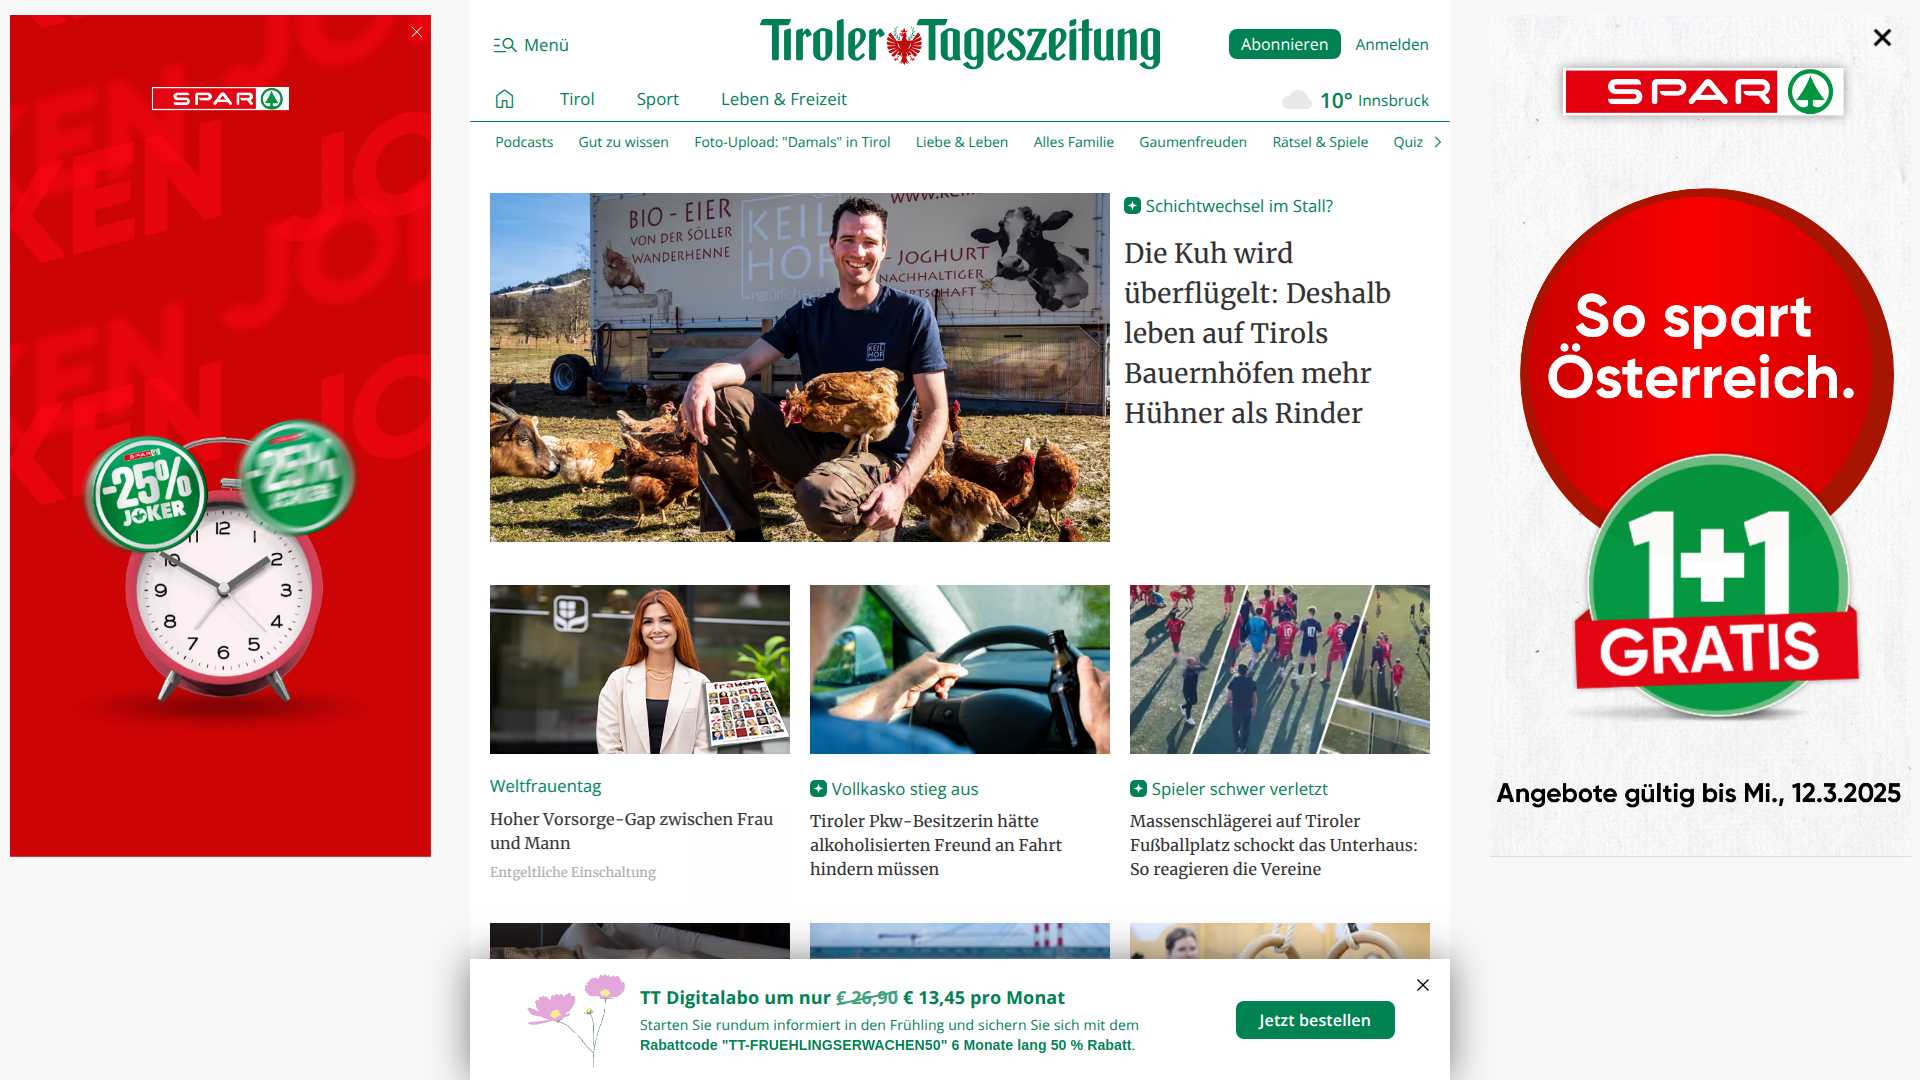 SPAR
-25%
JOKER
12
1
2
3
4
5
6
7
8
9
10
11
Menü
Tiroler Tageszeitung
Abonnieren
Anmelden
Tirol
Sport
Leben & Freizeit
10° Innsbruck
Podcasts
Gut zu wissen
Foto-Upload: "Damals" in Tirol
Liebe & Leben
Alles Familie
Gaumenfreuden
Rätsel & Spiele
Quiz
BIO - EIER
VON DER SÖLLER
WANDERHENNE
KEIL
HOF
- JOGHURT
NACHHALTIGER
KEIL
HOF
Schichtwechsel im Stall?
Die Kuh wird
überflügelt: Deshalb
leben auf Tirols
Bauernhöfen mehr
Hühner als Rinder
frauen
Weltfrauentag
Hoher Vorsorge-Gap zwischen Frau
und Mann
Entgeltliche Einschaltung
Vollkasko stieg aus
Tiroler Pkw-Besitzerin hätte
alkoholisierten Freund an Fahrt
hindern müssen
Spieler schwer verletzt
Massenschlägerei auf Tiroler
Fußballplatz schockt das Unterhaus:
So reagieren die Vereine
TT Digitalabo um nur € 26,90 € 13,45 pro Monat
Starten Sie rundum informiert in den Frühling und sichern Sie sich mit dem
Rabattcode "TT-FRUEHLINGSERWACHEN50" 6 Monate lang 50 % Rabatt.
Jetzt bestellen
SPAR
So spart
Österreich.
1+1
GRATIS
Angebote gültig bis Mi., 12.3.2025